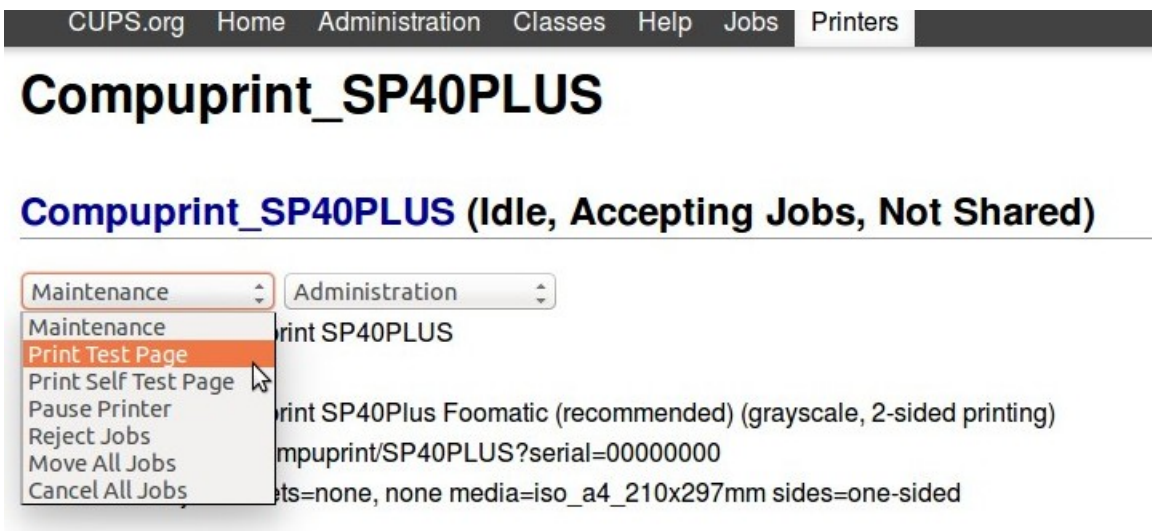 CUPS.org Home Administration Classes Help Jobs Printers
Compuprint_SP40PLUS
Compuprint_SP40PLUS (Idle, Accepting Jobs, Not Shared)
Maintenance Administration
Maintenance
rint SP40PLUS
Print Test Page
Print Self Test Page
Pause Printer
rint SP40Plus Foomatic (recommended) (grayscale, 2-sided printing)
Reject Jobs
mpuprint/SP40PLUS?serial=00000000
Move All Jobs
Cancel All Jobs
ets=none, none media=iso_a4_210x297mm sides=one-sided